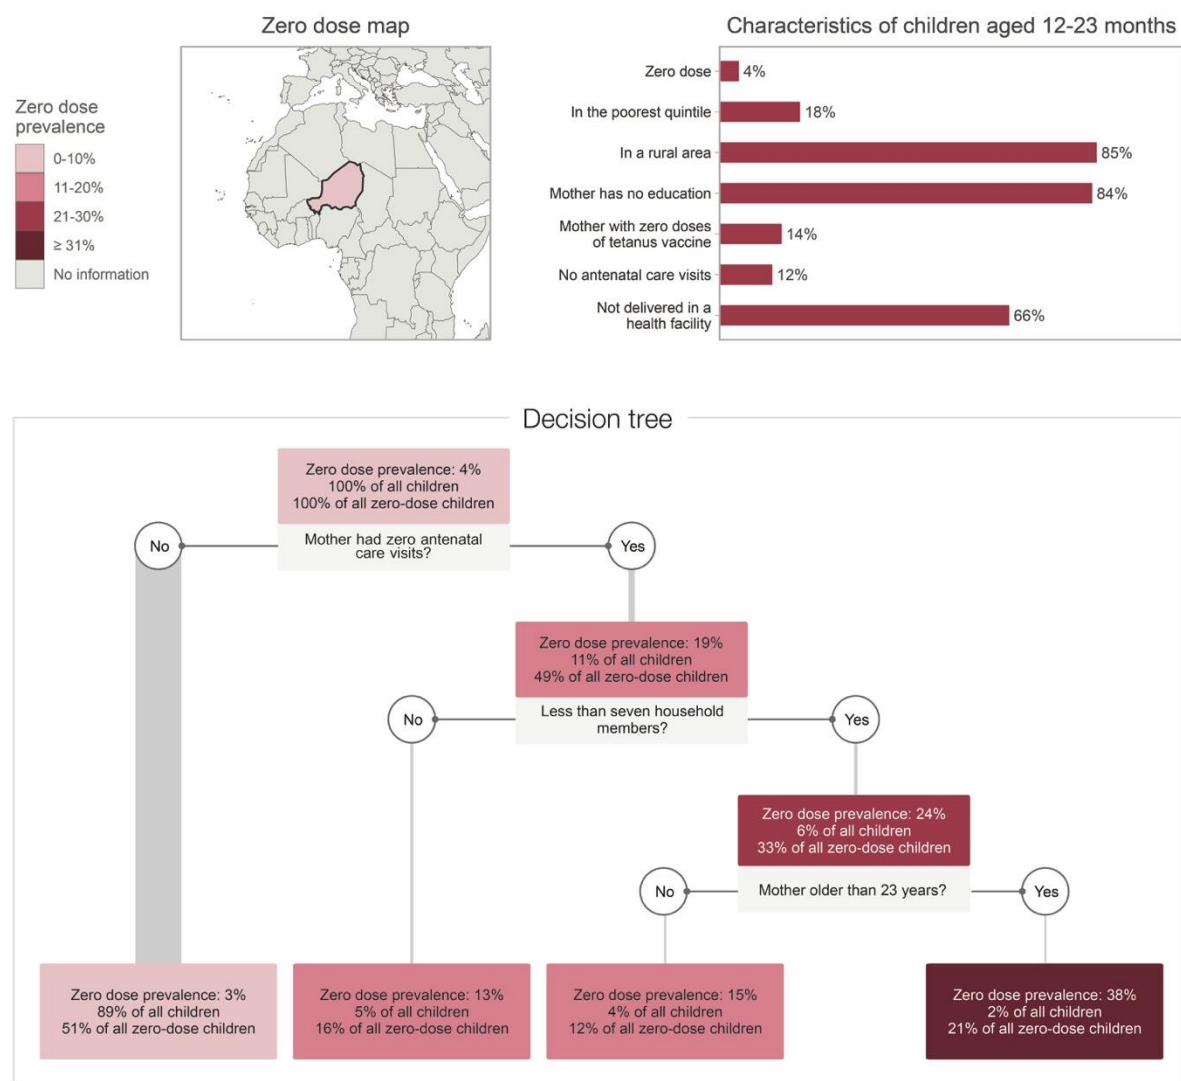 Zero dose map
Zero dose
prevalence
0-10%
11-20%
21-30%
≥ 31%
No information
Characteristics of children aged 12-23 months
Zero dose
4%
In the poorest quintile
18%
In a rural area
85%
Mother has no education
84%
Mother with zero doses
of tetanus vaccine
14%
No antenatal care visits
12%
Not delivered in a
health facility
66%
Decision tree
Zero dose prevalence: 4%
100% of all children
100% of all zero-dose children
No
Mother had zero antenatal
care visits?
Yes
Zero dose prevalence: 19%
11% of all children
49% of all zero-dose children
No
Less than seven household
members?
Yes
Zero dose prevalence: 24%
6% of all children
33% of all zero-dose children
No
Mother older than 23 years?
Yes
Zero dose prevalence: 3%
89% of all children
51% of all zero-dose children
Zero dose prevalence: 13%
5% of all children
16% of all zero-dose children
Zero dose prevalence: 15%
4% of all children
12% of all zero-dose children
Zero dose prevalence: 38%
2% of all children
21% of all zero-dose children